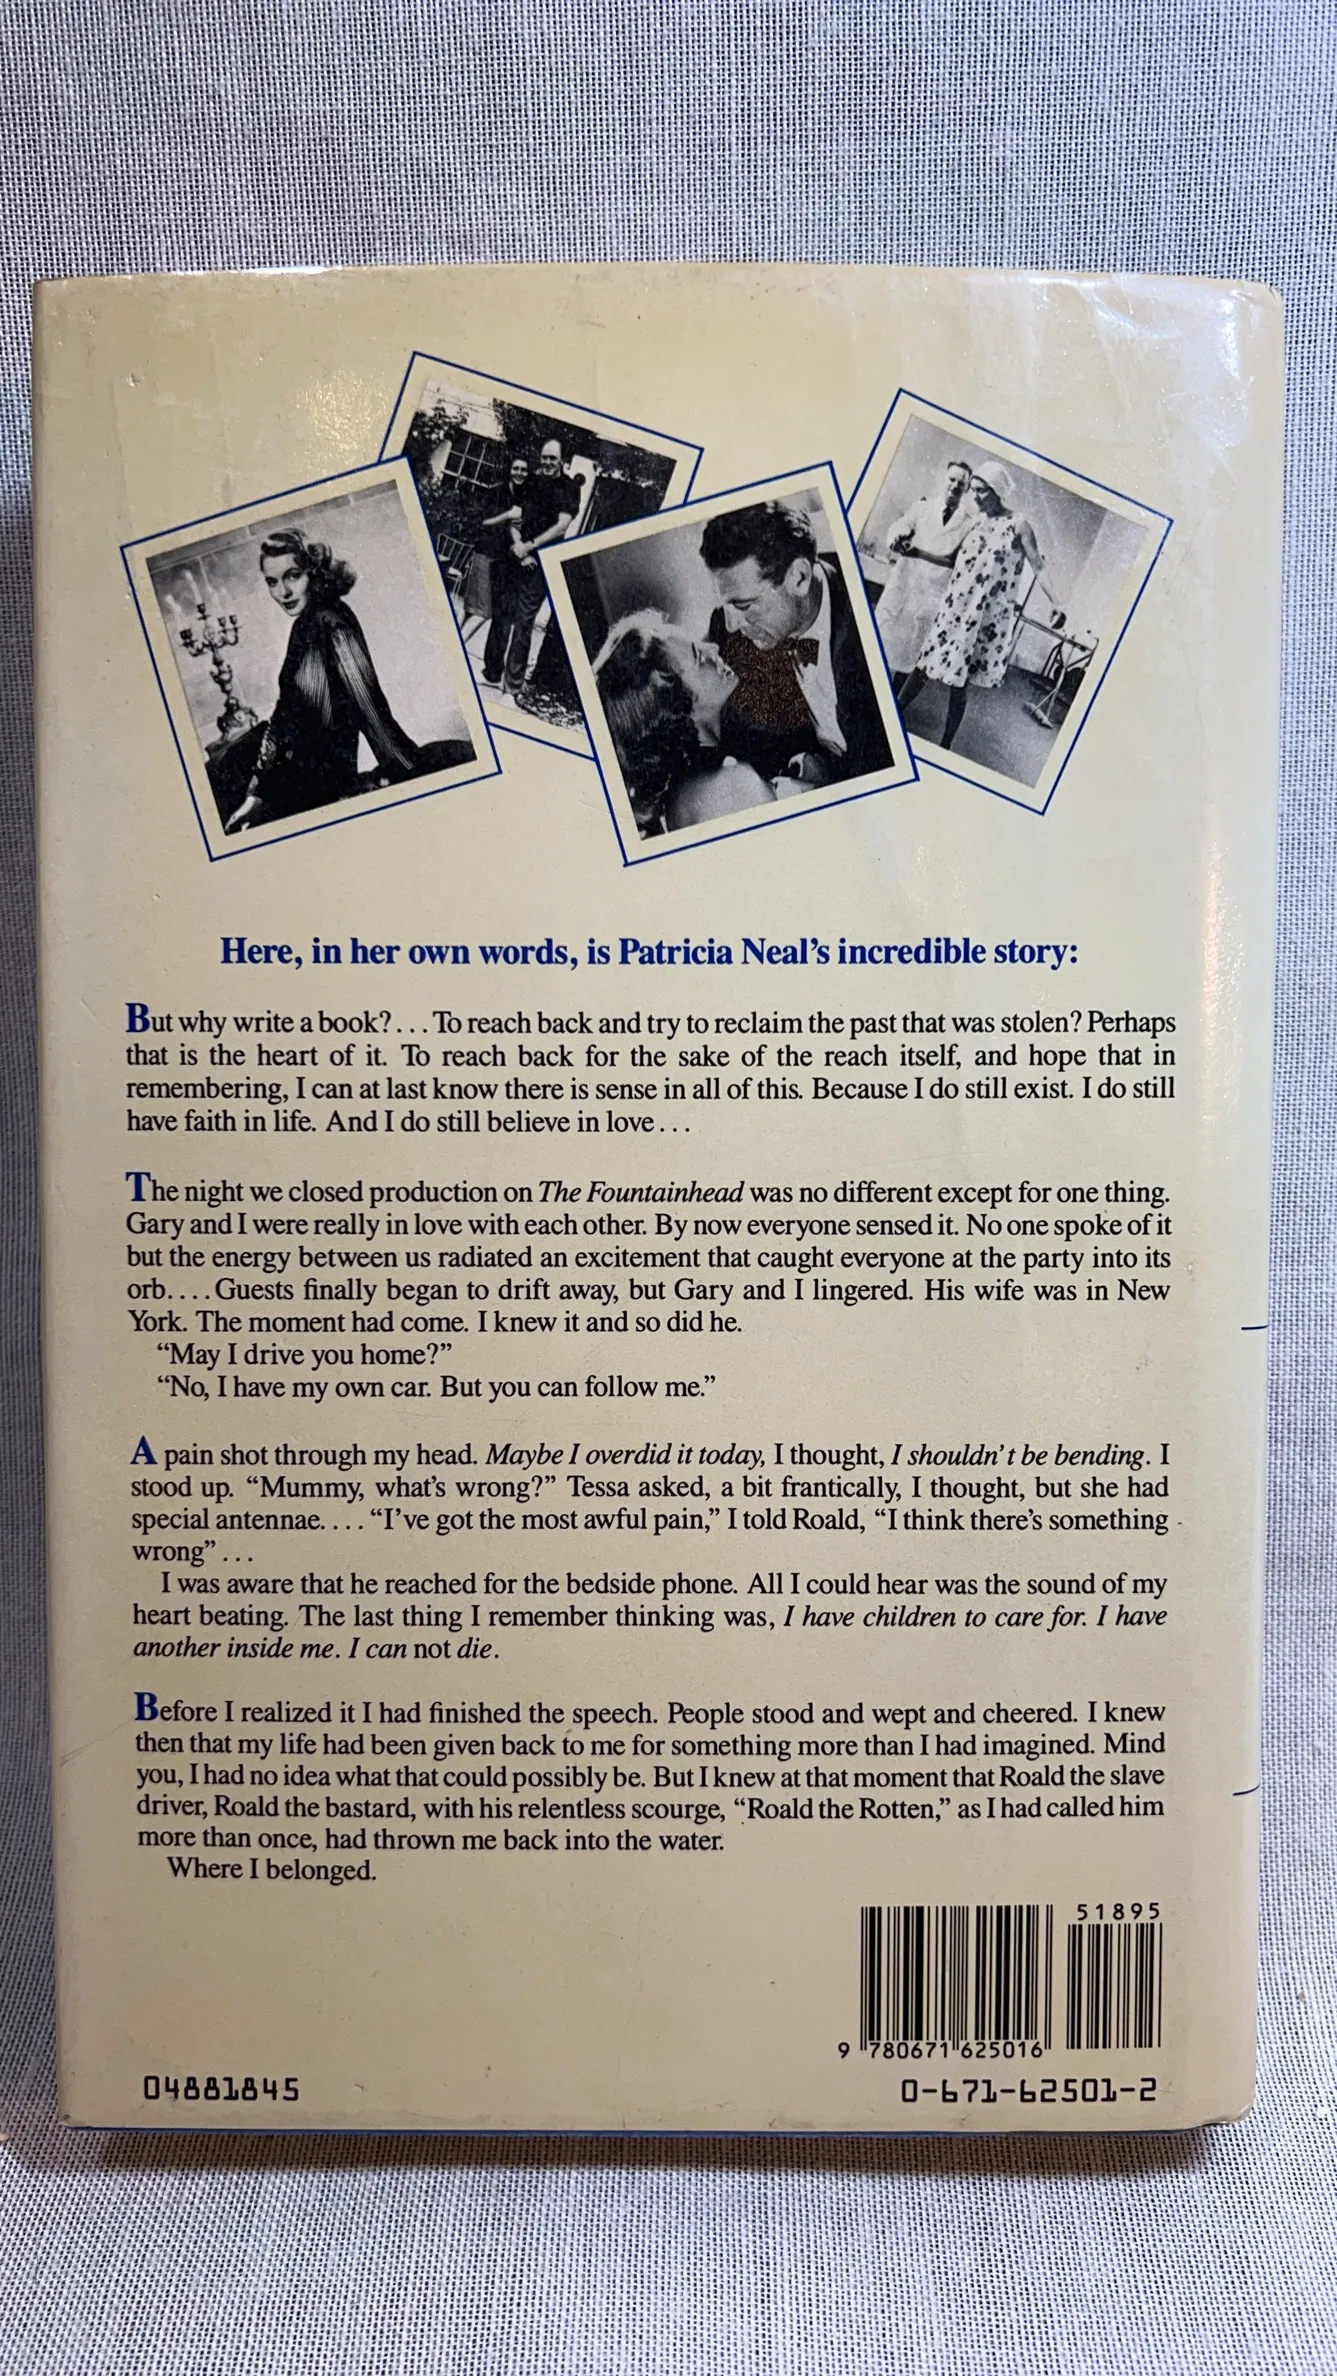 Here, in her own words, is Patricia Neal's incredible story:
But why write a book?... To reach back and try to reclaim the past that was stolen? Perhaps
that is the heart of it. To reach back for the sake of the reach itself, and hope that in
remembering, I can at last know there is sense in all of this. Because I do still exist. I do still
have faith in life. And I do still believe in love...
The night we closed production on The Fountainhead was no different except for one thing.
Gary and I were really in love with each other. By now everyone sensed it. No one spoke of it
but the energy between us radiated an excitement that caught everyone at the party into its
orb.... Guests finally began to drift away, but Gary and I lingered. His wife was in New
York. The moment had come. I knew it and so did he.
“May I drive you home?”
“No, I have my own car. But you can follow me.”
A pain shot through my head. Maybe I overdid it today, I thought, I shouldn't be bending. I
stood up. “Mummy, what's wrong?” Tessa asked, a bit frantically, I thought, but she had
special antennae.... “I've got the most awful pain,” I told Roald, “I think there's something
wrong”...
I was aware that he reached for the bedside phone. All I could hear was the sound of my
heart beating. The last thing I remember thinking was, I have children to care for. I have
another inside me. I can not die.
Before I realized it I had finished the speech. People stood and wept and cheered. I knew
then that my life had been given back to me for something more than I had imagined. Mind
you, I had no idea what that could possibly be. But I knew at that moment that Roald the slave
driver, Roald the bastard, with his relentless scourge, “Roald the Rotten,” as I had called him
more than once, had thrown me back into the water.
Where I belonged.
51895
9 780671 625016
04881845
0-671-62501-2